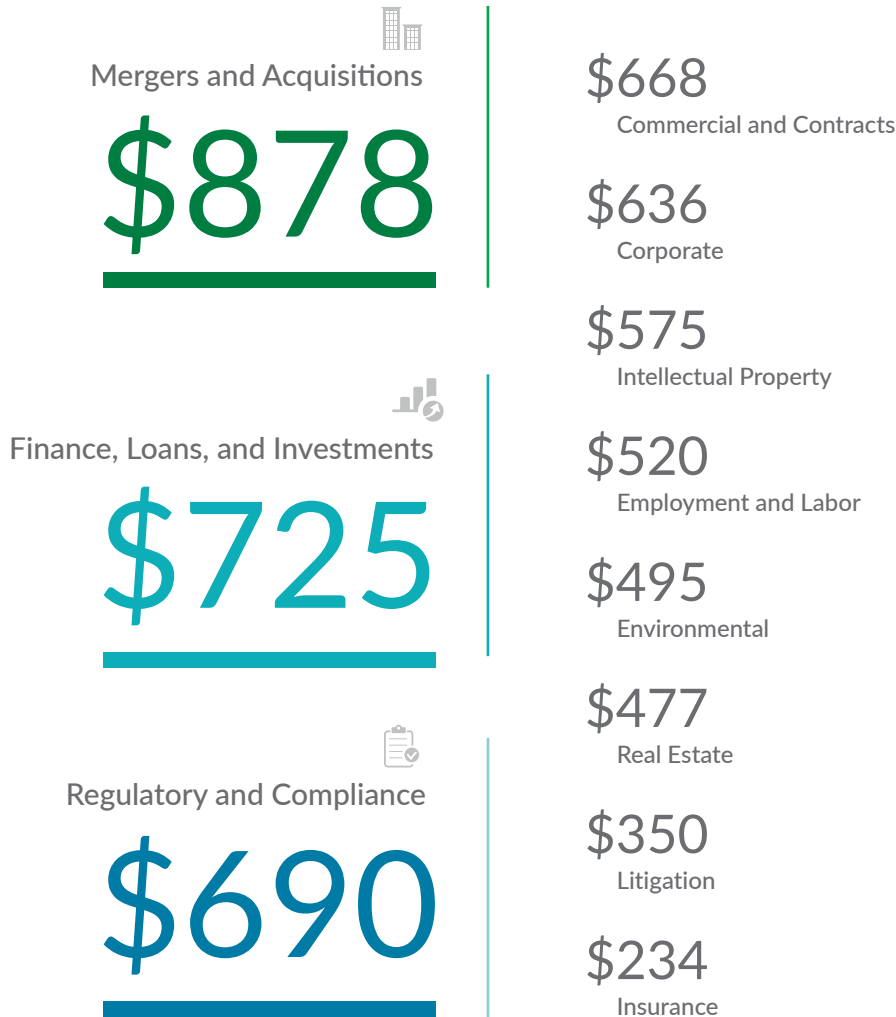 Mergers and Acquisitions
$878
Finance, Loans, and Investments
$725
Regulatory and Compliance
$690
$668
Commercial and Contracts
$636
Corporate
$575
Intellectual Property
$520
Employment and Labor
$495
Environmental
$477
Real Estate
$350
Litigation
$234
Insurance